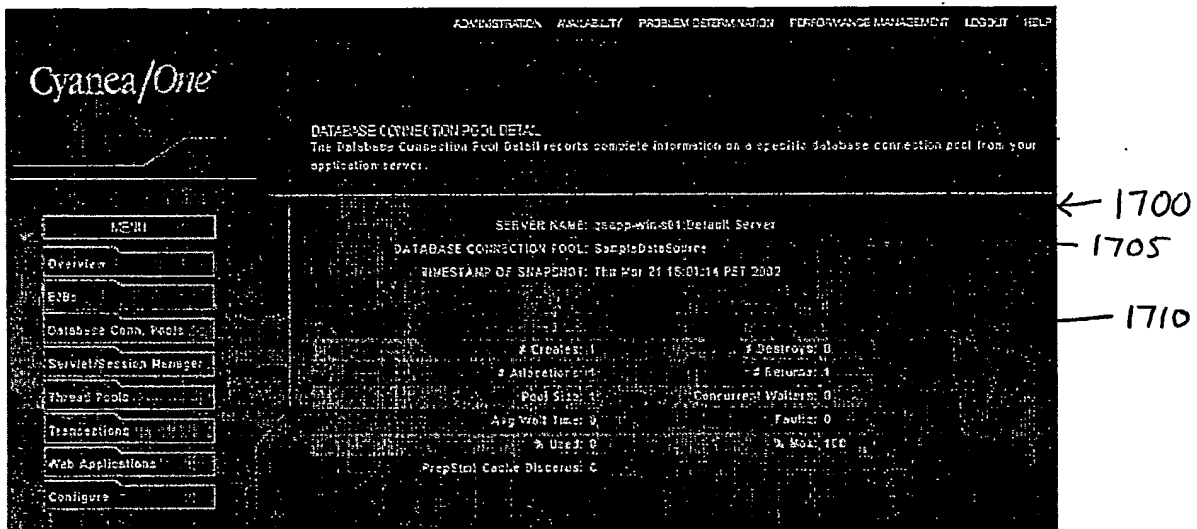 ADMINISTRATION AVAILABILITY PROBLEM DETERMINATION PERFORMANCE MANAGEMENT LOGOUT HELP
Cyanea/One
DATABASE CONNECTION POOL DETAIL
The Database Connection Pool Detail reports complete information on a specific database connection pool from your
application server.
1700
MENU
SERVER NAME: qsapp-win-s01:Default Server
1705
DATABASE CONNECTION POOL: SampleDataSource
Overview
TIMESTAMP OF SNAPSHOT: Thu Mar 21 15:01:14 PST 2002
EJBs
1710
Database Conn. Pools
# Creates: 1 # Destroys: 0
Servlet/Session Manager
# Allocations: 1 # Returns: 1
Thread Pools
Pool Size: 1 Concurrent Waiters: 0
Transactions
Avg Wait Time: 0 Faults: 0
% Used: 0 % Max: 100
Web Applications
PrepStmt Cache Discards:
Configure